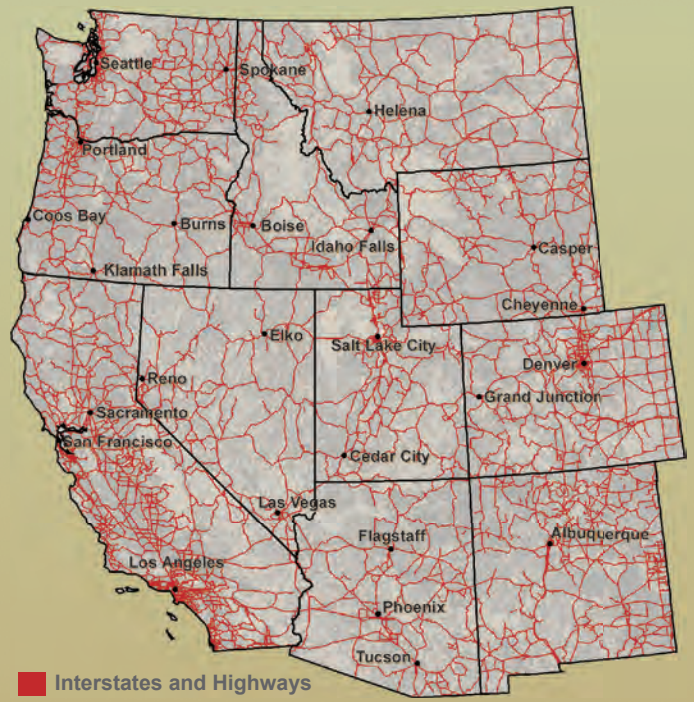 Seattle
Spokane
Helena
Portland
Coos Bay
Burns
Boise
Idaho Falls
Casper
Klamath Falls
Cheyenne
Elko
Salt Lake City
Denver
Reno
Grand Junction
Sacramento
San Francisco
Cedar City
Las Vegas
Flagstaff
Albuquerque
Los Angeles
Phoenix
Tucson
Interstates and Highways